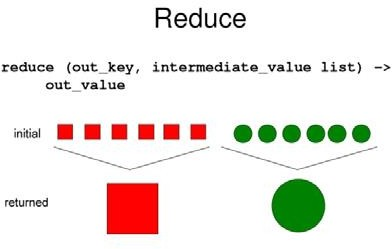 Reduce
reduce (out_key, intermediate_value list) ->
out_value
initial
returned